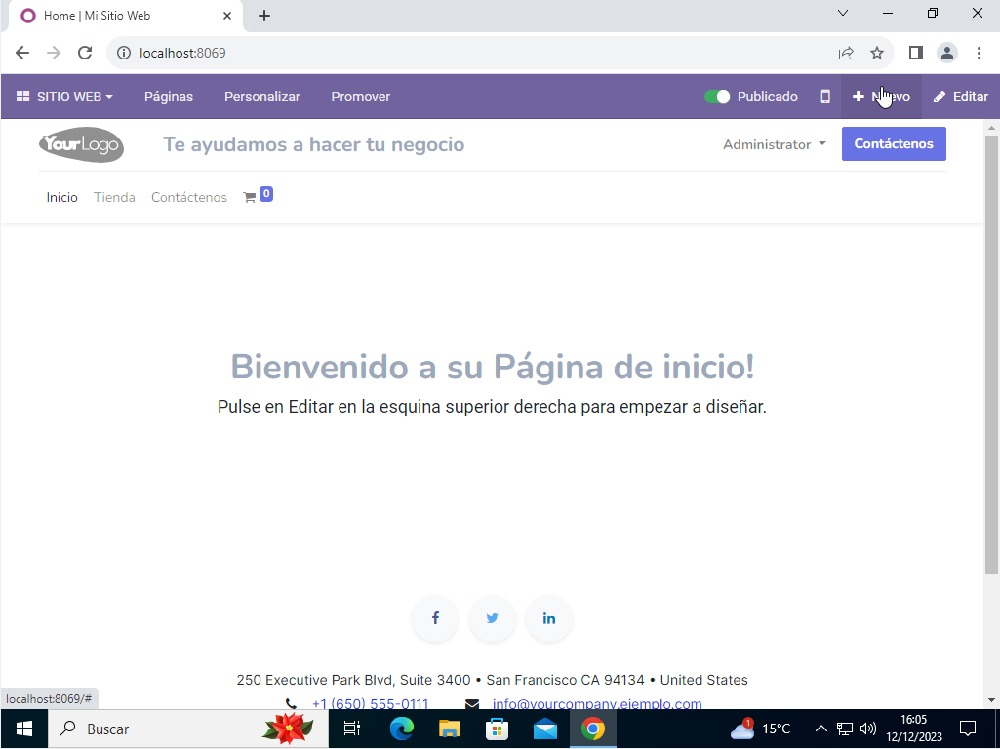 Home | Mi Sitio Web
localhost:8069
SITIO WEB Páginas Personalizar Promover Publicado Nuevo Editar
YourLogo Te ayudamos a hacer tu negocio Administrator Contáctenos
Inicio Tienda Contáctenos 0
Bienvenido a su Página de inicio!
Pulse en Editar en la esquina superior derecha para empezar a diseñar.
250 Executive Park Blvd, Suite 3400 • San Francisco CA 94134 • United States
+1 (650) 555-0111 info@yourcompany.ejemplo.com
localhost:8069/#
Buscar 1 15°C 16:05
12/12/2023